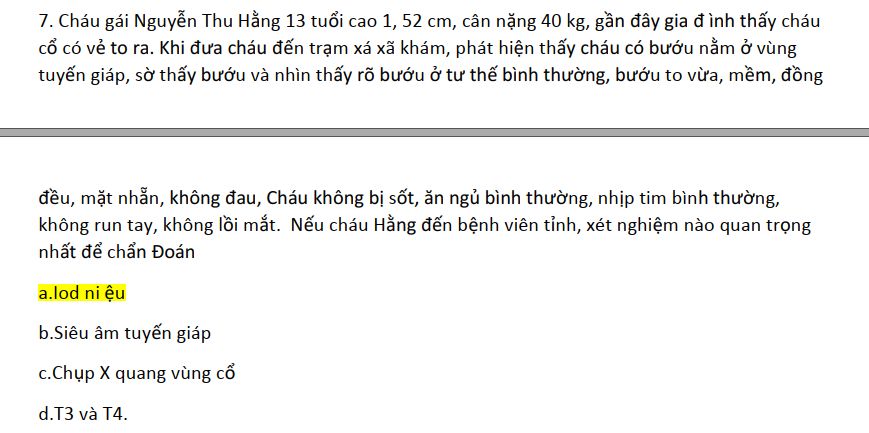 7. Cháu gái Nguyễn Thu Hằng 13 tuổi cao 1, 52 cm, cân nặng 40 kg, gần đây gia đ ình thấy cháu
cổ có vẻ to ra. Khi đưa cháu đến trạm xá xã khám, phát hiện thấy cháu có bướu nằm ở vùng
tuyến giáp, sờ thấy bướu và nhìn thấy rõ bướu ở tư thế bình thường, bướu to vừa, mềm, đồng
đều, mặt nhẵn, không đau, Cháu không bị sốt, ăn ngủ bình thường, nhịp tim bình thường,
không run tay, không lồi mắt. Nếu cháu Hằng đến bệnh viên tỉnh, xét nghiệm nào quan trọng
nhất để chẩn Đoán
a.Iod ni ệu
b.Siêu âm tuyến giáp
c.Chụp X quang vùng cổ
d.T3 và T4.